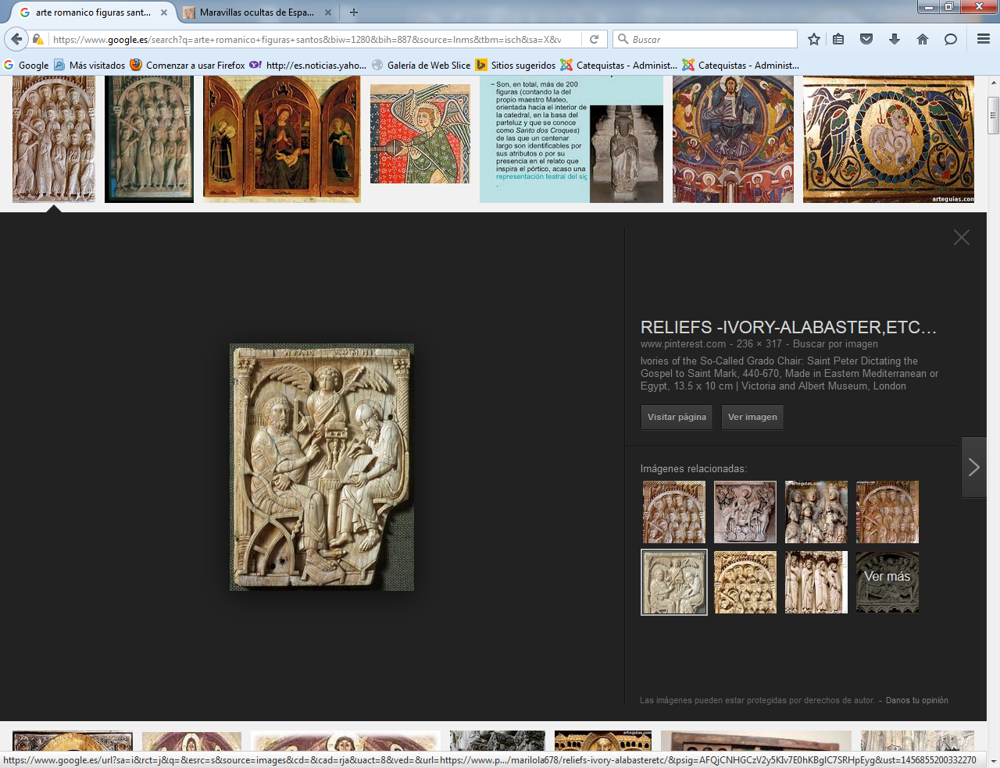 arte romanico figuras sant...
Maravillas ocultas de Espa...
https://www.google.es/search?q=arte+romanico+figuras+santos&biw=1280&bih=887&source=lnms&tbm=isch&sa=X&v
Buscar
Google
Más visitados
Comenzar a usar Firefox
http://es.noticias.yaho...
Galería de Web Slice
Sitios sugeridos
Catequistas - Administ...
Catequistas - Administ...
– Son, en total, más de 200
figuras (contando la del
propio maestro Mateo,
orientada hacia el interior de
la catedral, en la basa del
parteluz y que se conoce
como Santo dos Croques)
de las que un centenar
largo son identificables por
sus atributos o por su
presencia en el relato que
inspira el pórtico, acaso una
representación teatral del sig
arteguias.com
RELIEFS -IVORY-ALABASTER,ETC...
www.pinterest.com - 236 × 317 - Buscar por imagen
Ivories of the So-Called Grado Chair: Saint Peter Dictating the
Gospel to Saint Mark, 440-670, Made in Eastern Mediterranean or
Egypt, 13.5 x 10 cm | Victoria and Albert Museum, London
Visitar página
Ver imagen
Imágenes relacionadas:
arteguias.com
Ver más
Las imágenes pueden estar protegidas por derechos de autor. - Danos tu opinión
arteguias.com
https://www.google.es/url?sa=i&rct=j&q=&esrc=s&source=images&cd=&cad=rja&uact=8&ved=&url=https://www.p.../marilola678/reliefs-ivory-alabasteretc/&psig=AFQjCNHGCzV2y5KIv7E0hKBglC7SRHpEyg&ust=1456855200332270